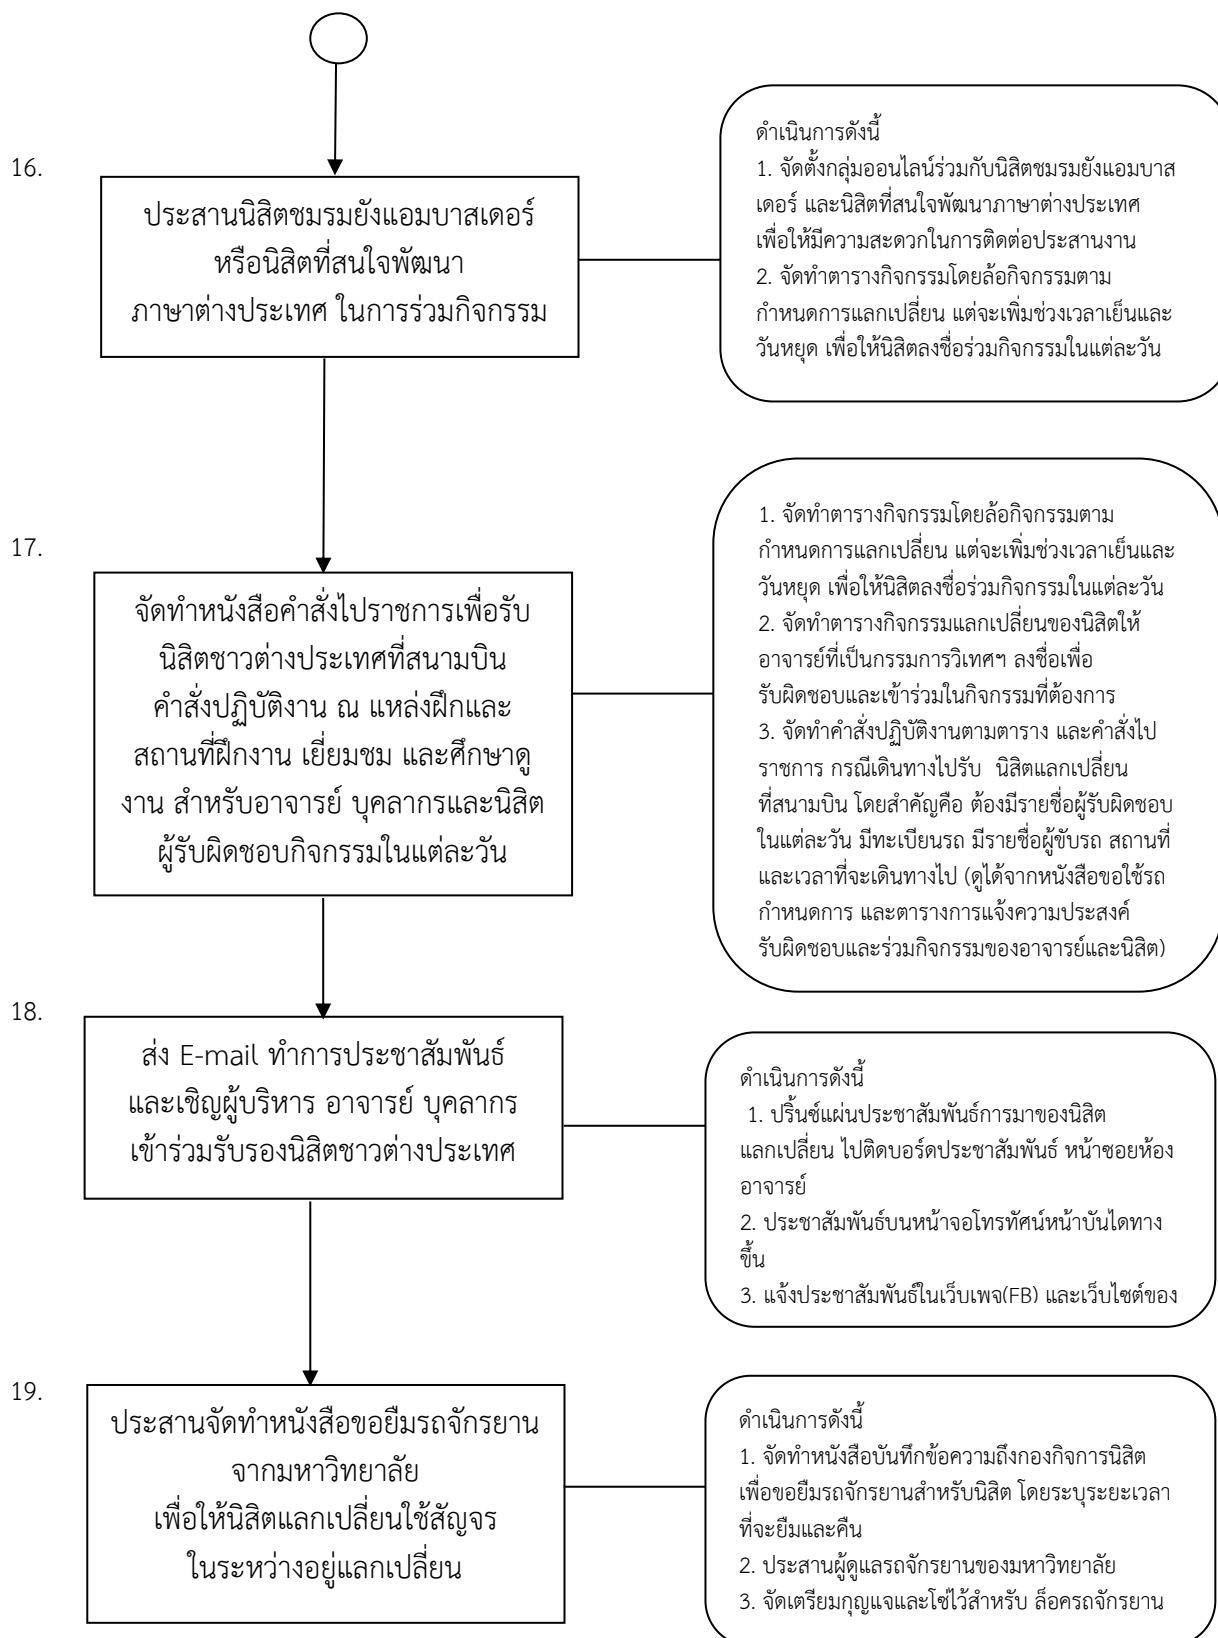 16.
ประสานนิสิตชมรมยังแอมบาสเดอร์
หรือนิสิตที่สนใจพัฒนา
ภาษาต่างประเทศ ในการร่วมกิจกรรม
ดำเนินการดังนี้
1. จัดตั้งกลุ่มออนไลน์ร่วมกับนิสิตชมรมยังแอมบาส
เดอร์ และนิสิตที่สนใจพัฒนาภาษาต่างประเทศ
เพื่อให้มีความสะดวกในการติดต่อประสานงาน
2. จัดทำตารางกิจกรรมโดยล้อกิจกรรมตาม
กำหนดการแลกเปลี่ยน แต่จะเพิ่มช่วงเวลาเย็นและ
วันหยุด เพื่อให้นิสิตลงชื่อร่วมกิจกรรมในแต่ละวัน
17.
จัดทำหนังสือคำสั่งไปราชการเพื่อรับ
นิสิตชาวต่างประเทศที่สนามบิน
คำสั่งปฏิบัติงาน ณ แหล่งฝึกและ
สถานที่ฝึกงาน เยี่ยมชม และศึกษาดู
งาน สำหรับอาจารย์ บุคลากรและนิสิต
ผู้รับผิดชอบกิจกรรมในแต่ละวัน
1. จัดทำตารางกิจกรรมโดยล้อกิจกรรมตาม
กำหนดการแลกเปลี่ยน แต่จะเพิ่มช่วงเวลาเย็นและ
วันหยุด เพื่อให้นิสิตลงชื่อร่วมกิจกรรมในแต่ละวัน
2. จัดทำตารางกิจกรรมแลกเปลี่ยนของนิสิตให้
อาจารย์ที่เป็นกรรมการวิเทศฯ ลงชื่อเพื่อ
รับผิดชอบและเข้าร่วมในกิจกรรมที่ต้องการ
3. จัดทำคำสั่งปฏิบัติงานตามตาราง และคำสั่งไป
ราชการ กรณีเดินทางไปรับ นิสิตแลกเปลี่ยน
ที่สนามบิน โดยสำคัญคือ ต้องมีรายชื่อผู้รับผิดชอบ
ในแต่ละวัน มีทะเบียนรถ มีรายชื่อผู้ขับรถ สถานที่
และเวลาที่จะเดินทางไป (ดูได้จากหนังสือขอใช้รถ
กำหนดการ และตารางการแจ้งความประสงค์
รับผิดชอบและร่วมกิจกรรมของอาจารย์และนิสิต)
18.
ส่ง E-mail ทำการประชาสัมพันธ์
และเชิญผู้บริหาร อาจารย์ บุคลากร
เข้าร่วมรับรองนิสิตชาวต่างประเทศ
ดำเนินการดังนี้
1. ปริ้นซ์แผ่นประชาสัมพันธ์การมาของนิสิต
แลกเปลี่ยน ไปติดบอร์ดประชาสัมพันธ์ หน้าซอยห้อง
อาจารย์
2. ประชาสัมพันธ์บนหน้าจอโทรทัศน์หน้าบันไดทาง
ขึ้น
3. แจ้งประชาสัมพันธ์ในเว็บเพจ(FB) และเว็บไซต์ของ
19.
ประสานจัดทำหนังสือขอยืมรถจักรยาน
จากมหาวิทยาลัย
เพื่อให้นิสิตแลกเปลี่ยนใช้สัญจร
ในระหว่างอยู่แลกเปลี่ยน
ดำเนินการดังนี้
1. จัดทำหนังสือบันทึกข้อความถึงกองกิจการนิสิต
เพื่อขอยืมรถจักรยานสำหรับนิสิต โดยระบุระยะเวลา
ที่จะยืมและคืน
2. ประสานผู้ดูแลรถจักรยานของมหาวิทยาลัย
3. จัดเตรียมกุญแจและโซ่ไว้สำหรับ ล็อครถจักรยาน